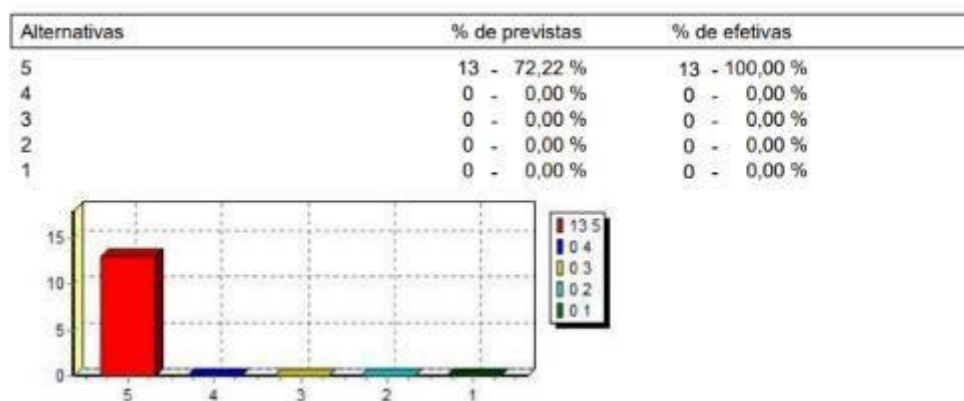 Alternativas % de previstas % de efetivas
5 13 - 72,22 % 13 - 100,00 %
4 0 - 0,00 % 0 - 0,00 %
3 0 - 0,00 % 0 - 0,00 %
2 0 - 0,00 % 0 - 0,00 %
1 0 - 0,00 % 0 - 0,00 %
15
10
5
0
5 4 3 2 1
13 5
0 4
0 3
0 2
0 1